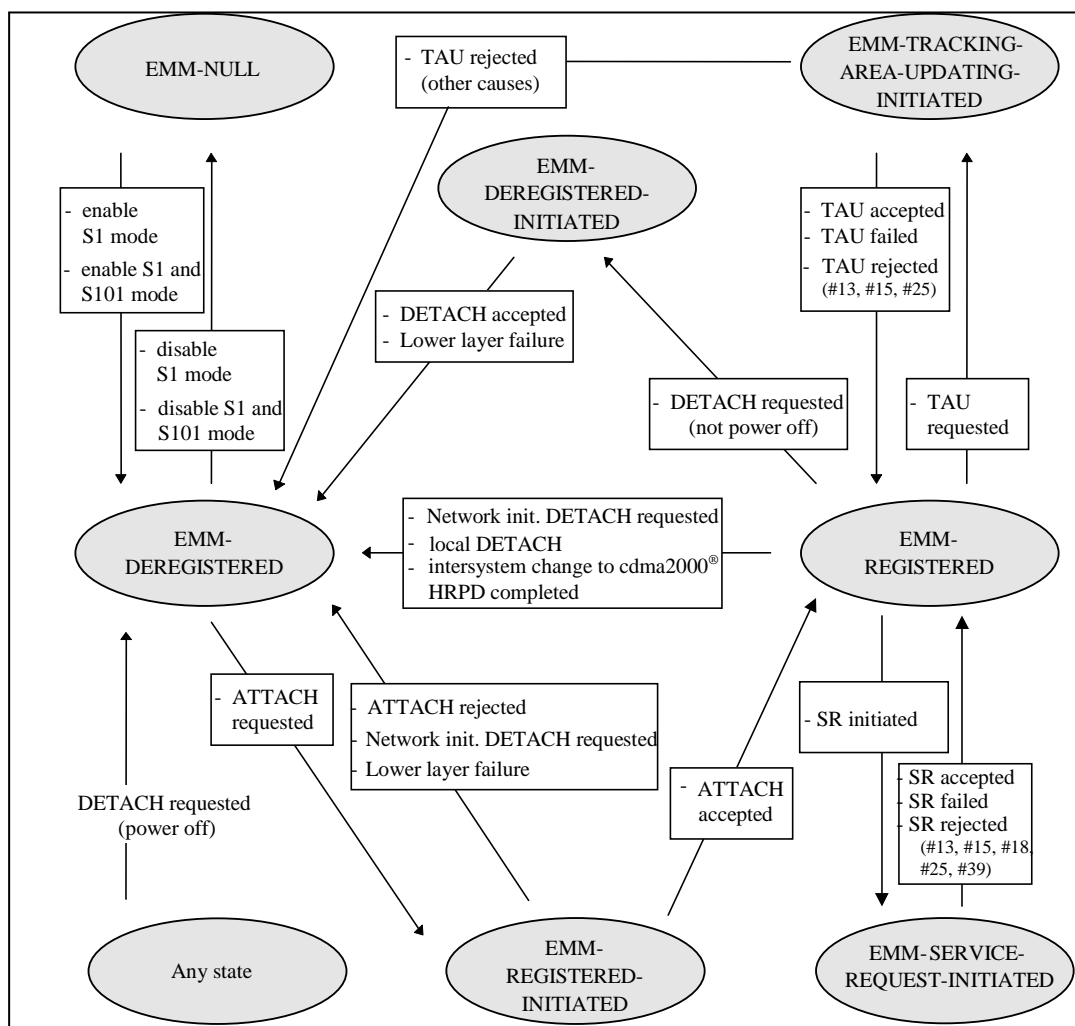 EMM-NULL
- TAU rejected
(other causes)
EMM-TRACKING-
AREA-UPDATING-
INITIATED
EMM-
DEREGISTERED-
INITIATED
- enable
S1 mode
- enable S1 and
S101 mode
- TAU accepted
- TAU failed
- TAU rejected
(#13, #15, #25)
- DETACH accepted
- Lower layer failure
- disable
S1 mode
- disable S1 and
S101 mode
- DETACH requested
(not power off)
- TAU
requested
EMM-
DEREGISTERED
- Network init. DETACH requested
- local DETACH
- intersystem change to cdma2000®
HRPD completed
EMM-
REGISTERED
- ATTACH
requested
- ATTACH rejected
- Network init. DETACH requested
- Lower layer failure
- SR initiated
DETACH requested
(power off)
- ATTACH
accepted
- SR accepted
- SR failed
- SR rejected
(#13, #15, #18,
#25, #39)
Any state
EMM-
REGISTERED-
INITIATED
EMM-SERVICE-
REQUEST-INITIATED